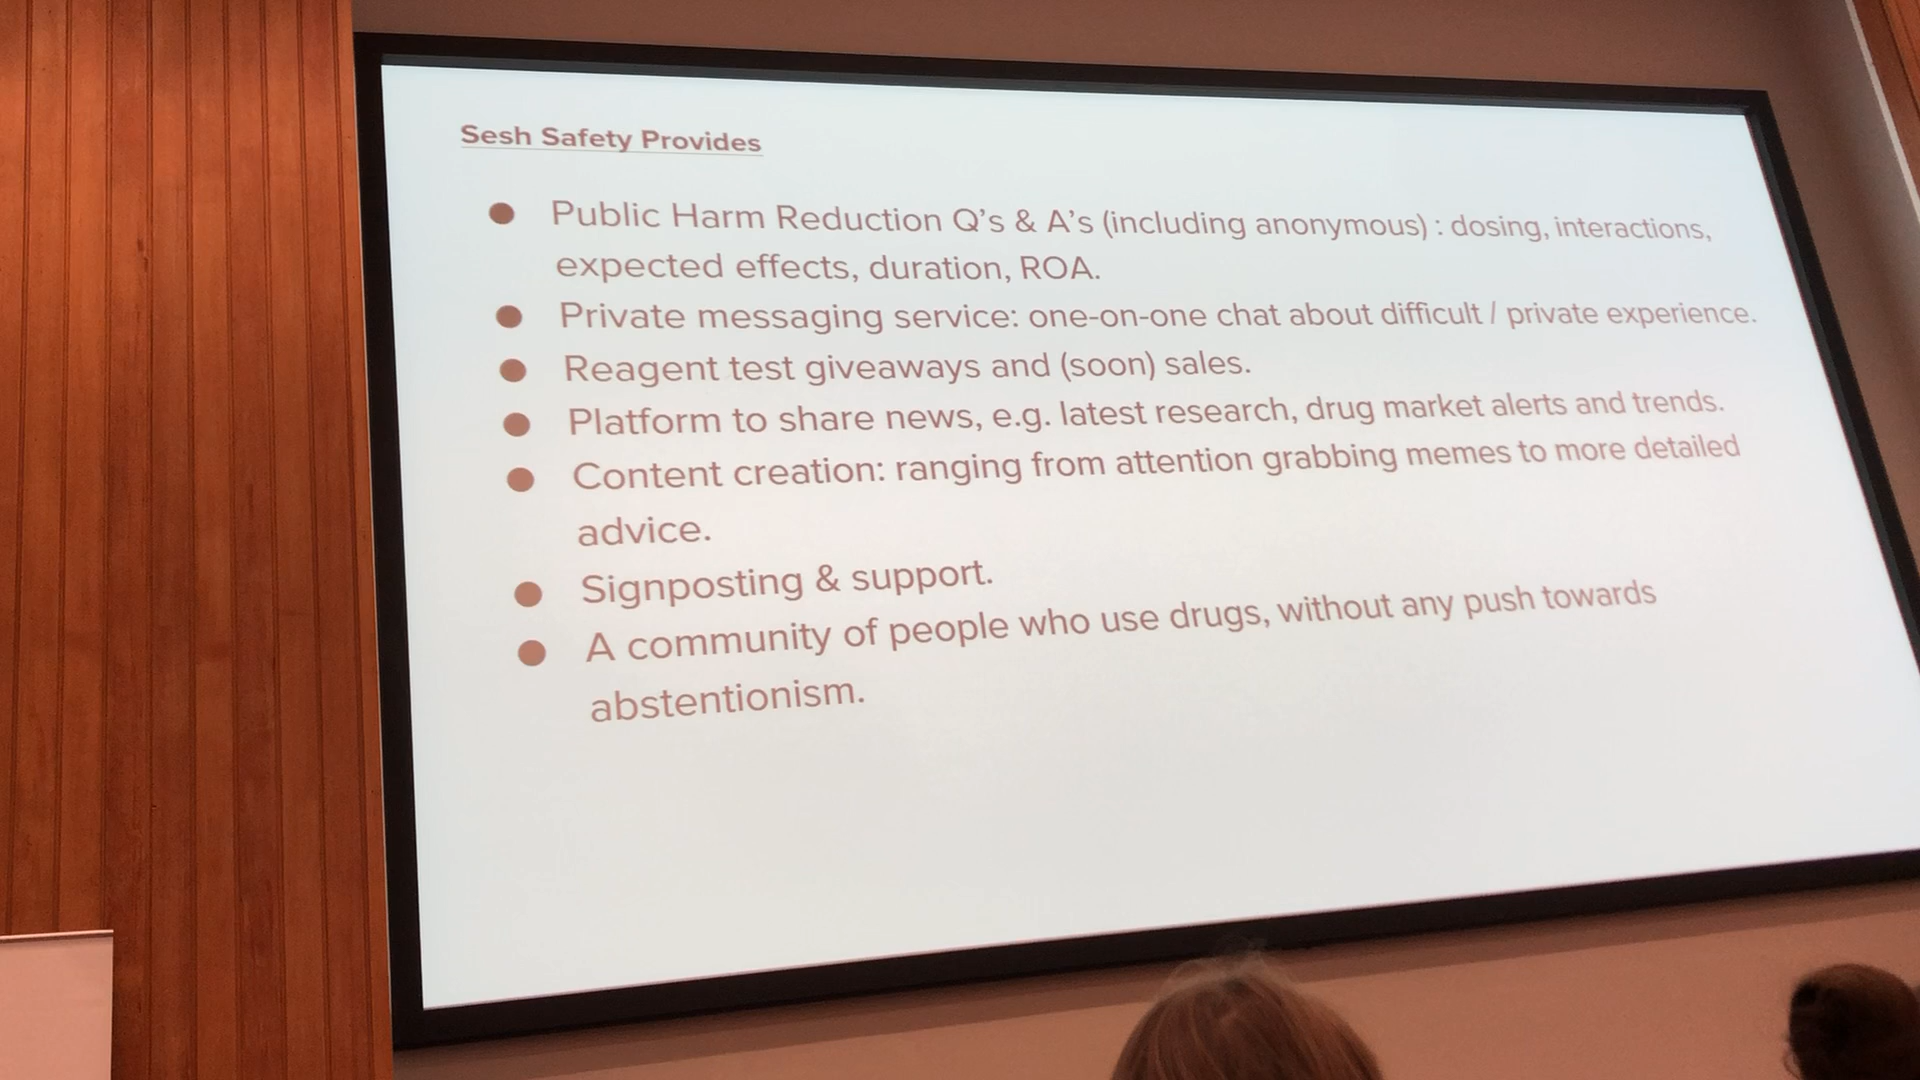 Sesh Safety Provides
● Public Harm Reduction Q's & A's (including anonymous) : dosing, interactions,
expected effects, duration, ROA.
● Private messaging service: one-on-one chat about difficult / private experience.
● Reagent test giveaways and (soon) sales.
● Platform to share news, e.g. latest research, drug market alerts and trends.
● Content creation: ranging from attention grabbing memes to more detailed
advice.
● Signposting & support.
● A community of people who use drugs, without any push towards
abstentionism.